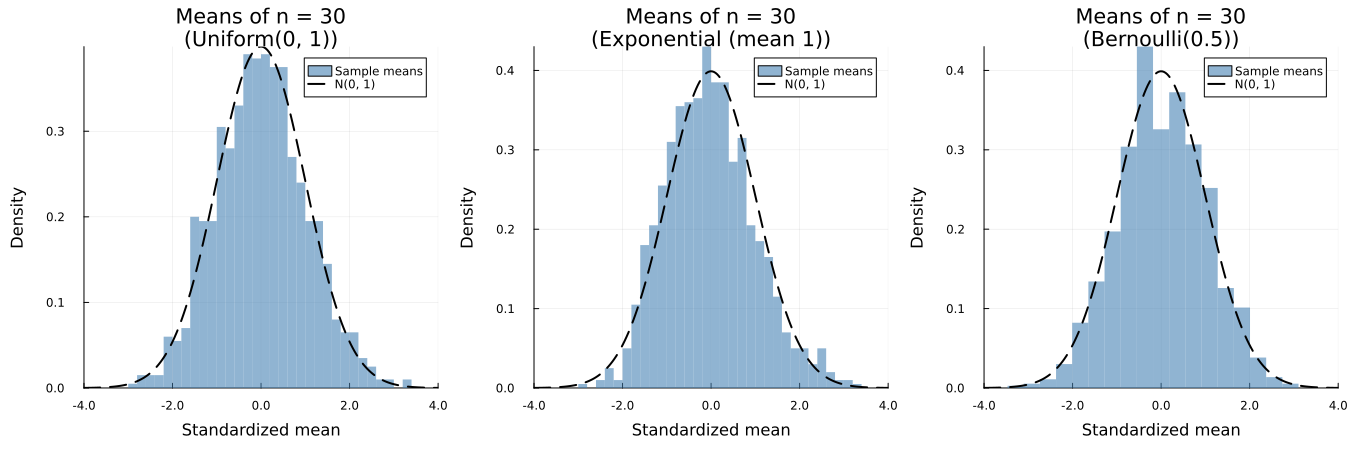 Means of n = 30
(Uniform(0, 1))
Sample means
N(0, 1)
0.3
0.2
0.1
0.0
Density
-4.0
-2.0
0.0
2.0
4.0
Standardized mean
Means of n = 30
(Exponential (mean 1))
Sample means
N(0, 1)
0.4
0.3
0.2
0.1
0.0
Density
-4.0
-2.0
0.0
2.0
4.0
Standardized mean
Means of n = 30
(Bernoulli(0.5))
Sample means
N(0, 1)
0.4
0.3
0.2
0.1
0.0
Density
-4.0
-2.0
0.0
2.0
4.0
Standardized mean